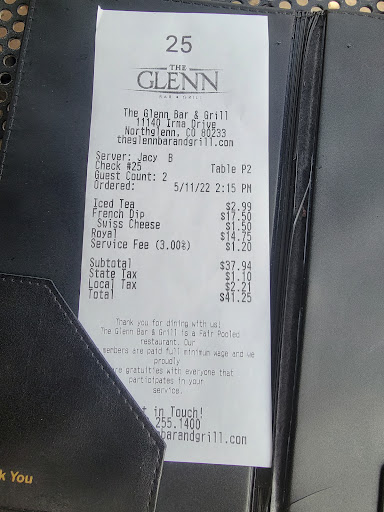 25
THE
GLENN
BAR & GRILL
The Glenn Bar & Grill
11140 Irma Drive
Northglenn, CO 80233
theglennbarandgrill.com
Server: Jacy B
Check #25 Table P2
Guest Count: 2
Ordered: 5/11/22 2:15 PM
Iced Tea $2.99
French Dip $17.50
Swiss Cheese $1.50
Royal $14.75
Service Fee (3.00%) $1.20
Subtotal $37.94
State Tax $1.10
Local Tax $2.21
Total $41.25
Thank you for dining with us!
The Glenn Bar & Grill is a Fair Pooled
restaurant. Our
members are paid full minimum wage and we
proudly
are gratuities with everyone that
participates in your
service.
in Touch!
255.1400
barandgrill.com
k You